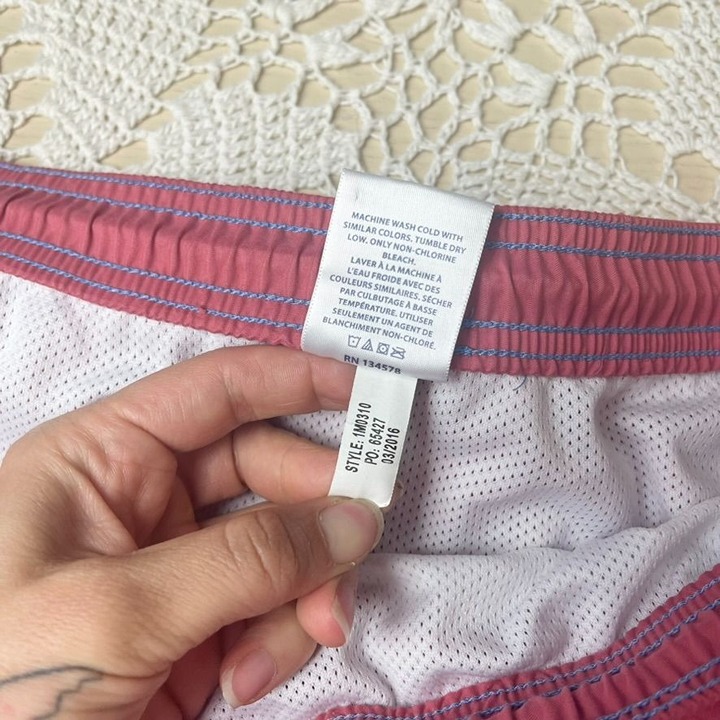 MACHINE WASH COLD WITH
SIMILAR COLORS. TUMBLE DRY
LOW. ONLY NON-CHLORINE
BLEACH.
LAVER À LA MACHINE À
L'EAU FROIDE AVEC DES
COULEURS SIMILAIRES. SÉCHER
PAR CULBUTAGE À BASSE
TEMPÉRATURE. UTILISER
SEULEMENT UN AGENT DE
BLANCHIMENT NON-CHLORÉ.
RN 134578
STYLE: 1M0310
PO: 65427
03/2016